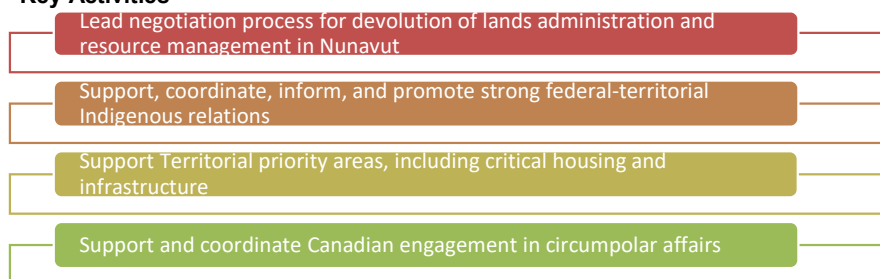 Key Activities
Lead negotiation process for devolution of lands administration and
resource management in Nunavut
Support, coordinate, inform, and promote strong federal-territorial
Indigenous relations
Support Territorial priority areas, including critical housing and
infrastructure
Support and coordinate Canadian engagement in circumpolar affairs